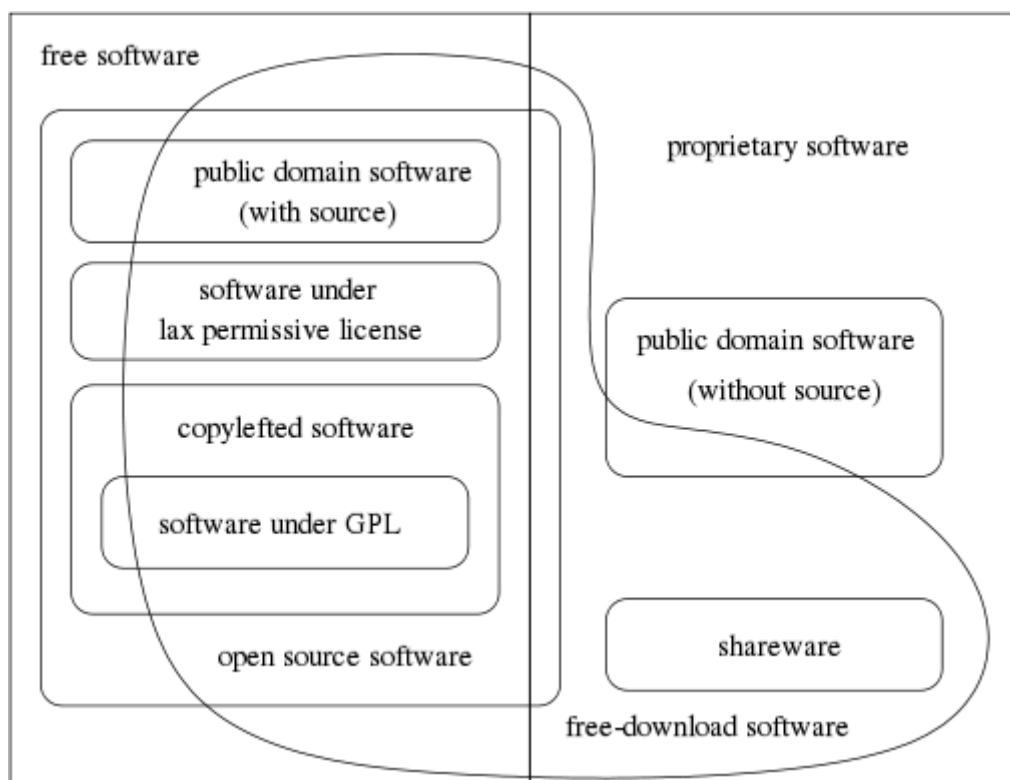 free software
proprietary software
public domain software
(with source)
software under
lax permissive license
copylefted software
software under GPL
open source software
public domain software
(without source)
shareware
free-download software